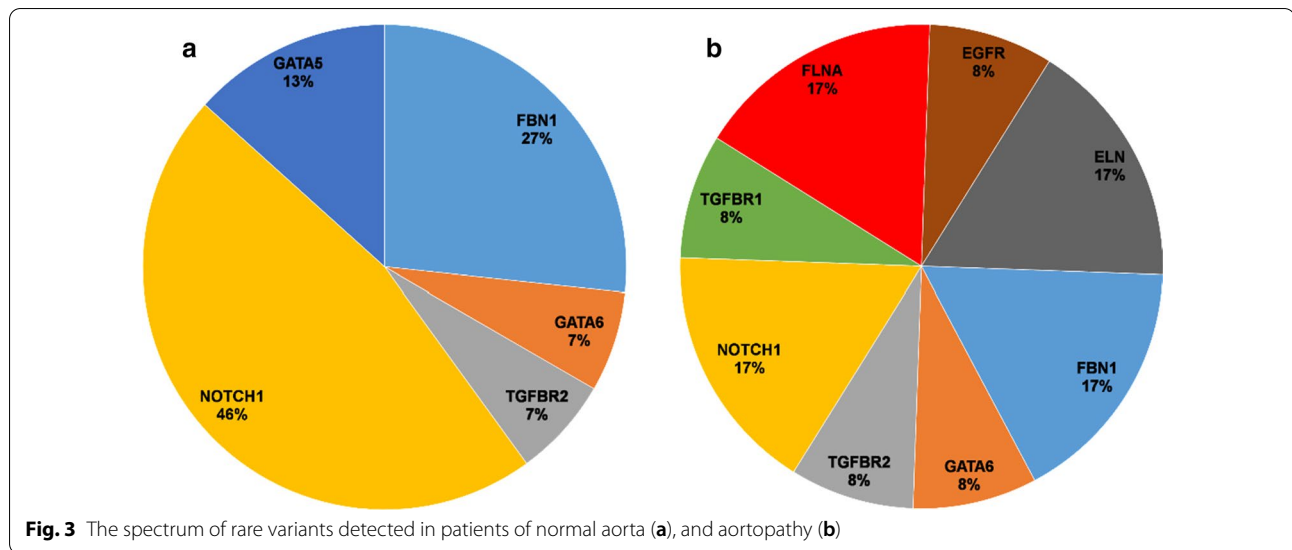 a
GATA5
13%
FBN1
27%
GATA6
7%
TGFBR2
7%
NOTCH1
46%
b
FLNA
17%
EGFR
8%
ELN
17%
TGFBR1
8%
NOTCH1
17%
FBN1
17%
TGFBR2
8%
GATA6
8%
Fig. 3 The spectrum of rare variants detected in patients of normal aorta (a), and aortopathy (b)